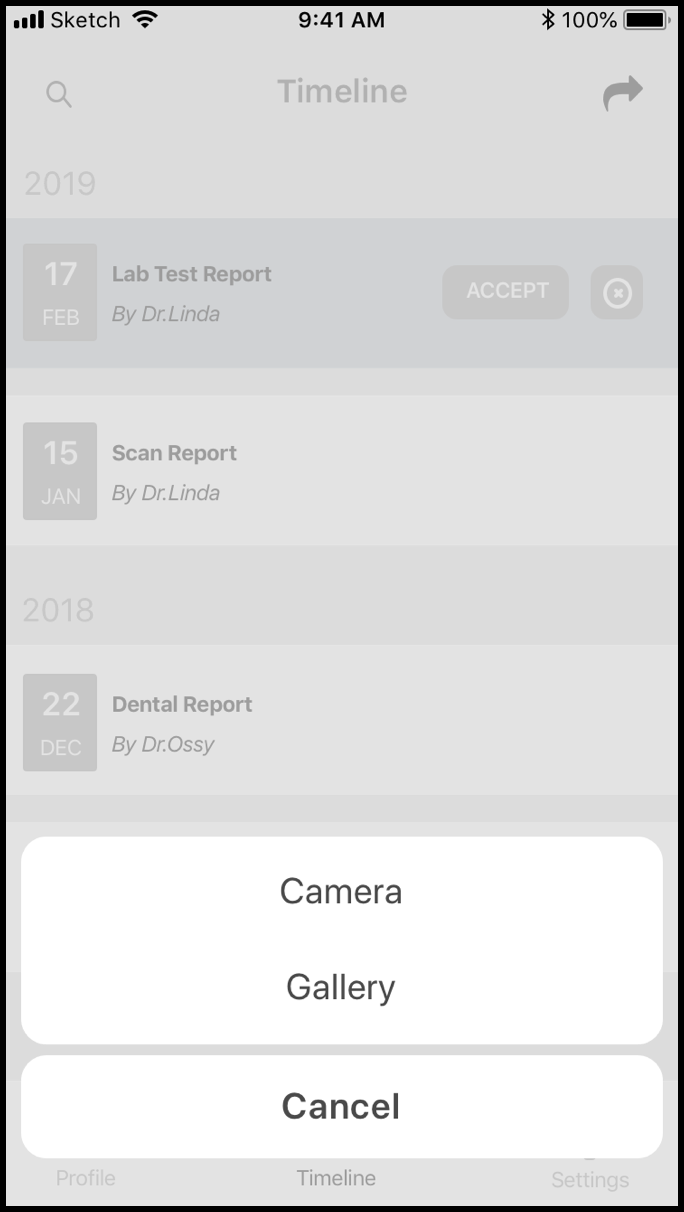 Sketch 9:41 AM 100%
Timeline
2019
17
FEB
Lab Test Report
By Dr.Linda
ACCEPT
15
JAN
Scan Report
By Dr.Linda
2018
22
DEC
Dental Report
By Dr.Ossy
Camera
Gallery
Cancel
Profile Timeline Settings